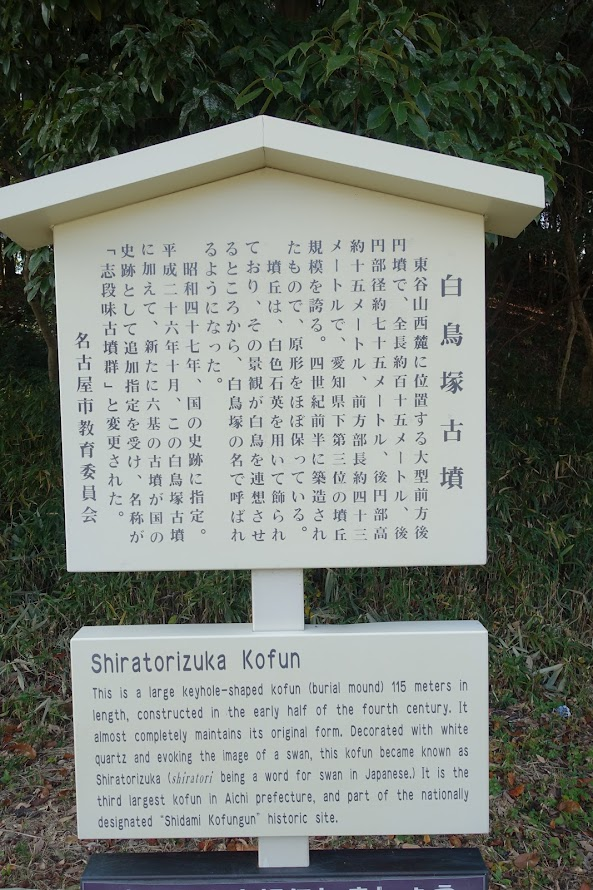 白鳥塚古墳
東谷山西麓に位置する大型前方後
円墳で、全長約百十五メートル、後
円部径約七十五メートル、後円部高
約十五メートル、前方部長約四十三
メートルで、愛知県下第三位の墳丘
規模を誇る。四世紀前半に築造され
たもので、原形をほぼ保っている。
墳丘は、白色石英を用いて飾られ
ており、その景観が白鳥を連想させ
るところから、白鳥塚の名で呼ばれ
るようになった。
昭和四十七年、国の史跡に指定。
平成二十六年十月、この白鳥塚古墳
に加えて、新たに六基の古墳が国の
史跡として追加指定を受け、名称が
「志段味古墳群」と変更された。
名古屋市教育委員会
Shiratorizuka Kofun
This is a large keyhole-shaped kofun (burial mound) 115 meters in
length, constructed in the early half of the fourth century. It
almost completely maintains its original form. Decorated with white
quartz and evoking the image of a swan, this kofun became known as
Shiratorizuka (shiratori being a word for swan in Japanese.) It is the
third largest kofun in Aichi prefecture, and part of the nationally
designated "Shidami Kofungun" historic site.